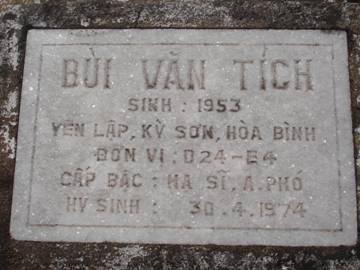 BÙI VĂN TÍCH
SINH : 1953
YÊN LẬP, KỲ SƠN, HÒA BÌNH
ĐƠN VỊ : D24-E4
CẤP BẬC : HẠ SĨ, A. PHÓ
HY SINH : 30.4.1974